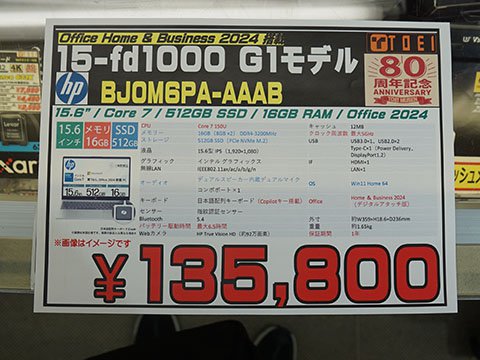 Office Home & Business 2024 搭載
TOEI
15-fd1000 G1モデル
80
周年記念
ANNIVERSARY
hp
BJ0M6PA-AAAB
15.6" / Core 7 / 512GB SSD / 16GB RAM / Office 2024
15.6 インチ
メモリ 16GB
SSD 512GB
CPU Core 7 150U キャッシュ 12MB
メモリー 16GB (8GB×2) DDR4-3200MHz クロック周波数 最大5GHz
ストレージ 512GB SSD (PCIe NVMe M.2) USB USB3.0×1、USB2.0×2
Type-C×1 (Power Delivery,
DisplayPort1.2)
液晶 15.6型 IPS (1,920×1,080)
グラフィック インテル グラフィックス I/F HDMI×1
無線LAN IEEE802.11ax/ac/a/b/g/n LAN×1
オーディオ デュアルスピーカー内蔵デュアルマイク OS Win11 Home 64
コンボポート×1
キーボード 日本語配列キーボード (Copilotキー搭載) Office Home & Business 2024
(デジタルアタッチ版)
センサー 指紋認証センサー
Bluetooth 5.4 外寸 W359×H18.6×D236mm
バッテリー駆動時間 最大8.5時間 重量 約1.65kg
Webカメラ HP True Vision HD (約92万画素) 保証期間 1年
15.6型
512GB
16GB
※画像はイメージです
¥135,800
4K